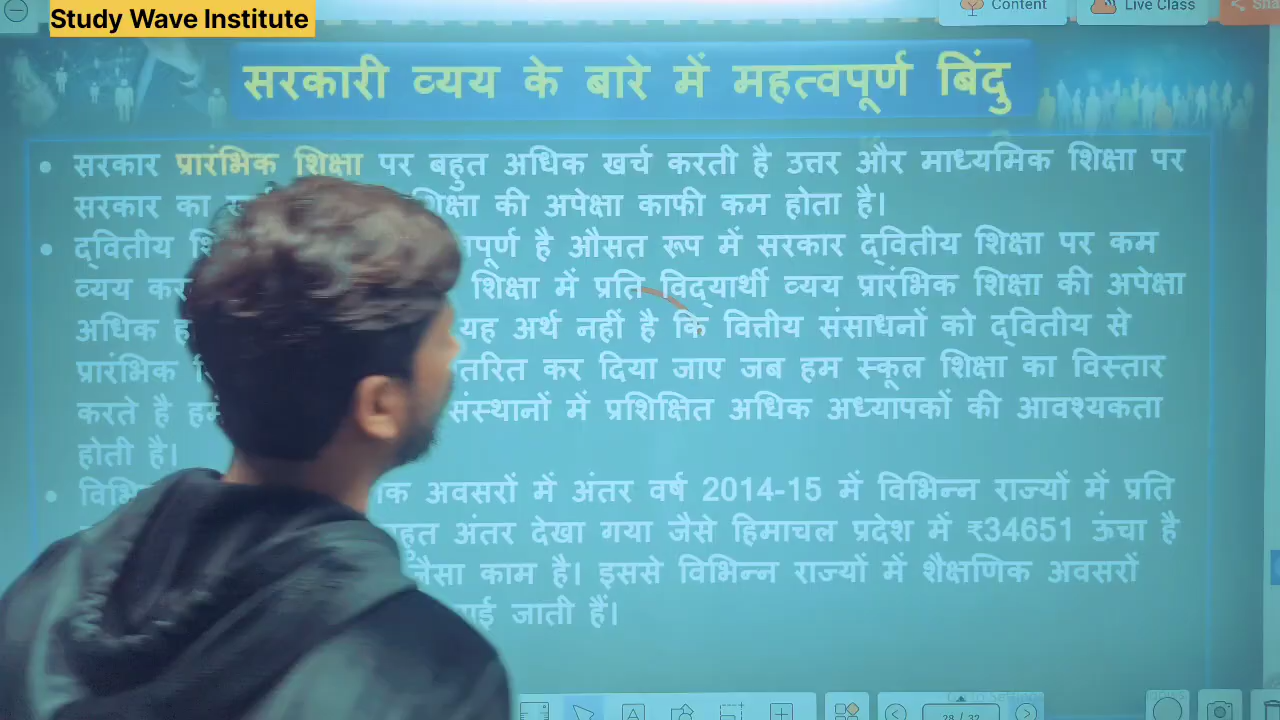 Study Wave Institute
Content
Live Class
सरकारी व्यय के बारे में महत्वपूर्ण बिंदु
• सरकार प्रारंभिक शिक्षा पर बहुत अधिक खर्च करती है उत्तर और माध्यमिक शिक्षा पर
सरकार का की अपेक्षा काफी कम होता है।
• द्वितीय है औसत रूप में सरकार द्वितीय शिक्षा पर कम
व्यय शिक्षा में प्रति विद्यार्थी व्यय प्रारंभिक शिक्षा की अपेक्षा
अधिक यह अर्थ नहीं है कि वित्तीय संसाधनों को द्वितीय से
प्रारंभिक कर दिया जाए जब हम स्कूल शिक्षा का विस्तार
करते है संस्थानों में प्रशिक्षित अधिक अध्यापकों की आवश्यकता
होती है।
• अवसरों में अंतर वर्ष 2014-15 में विभिन्न राज्यों में प्रति
अंतर देखा गया जैसे हिमाचल प्रदेश में ₹34651 ऊंचा है
काम है। इससे विभिन्न राज्यों में शैक्षणिक अवसरों
जाती हैं।
28 / 32